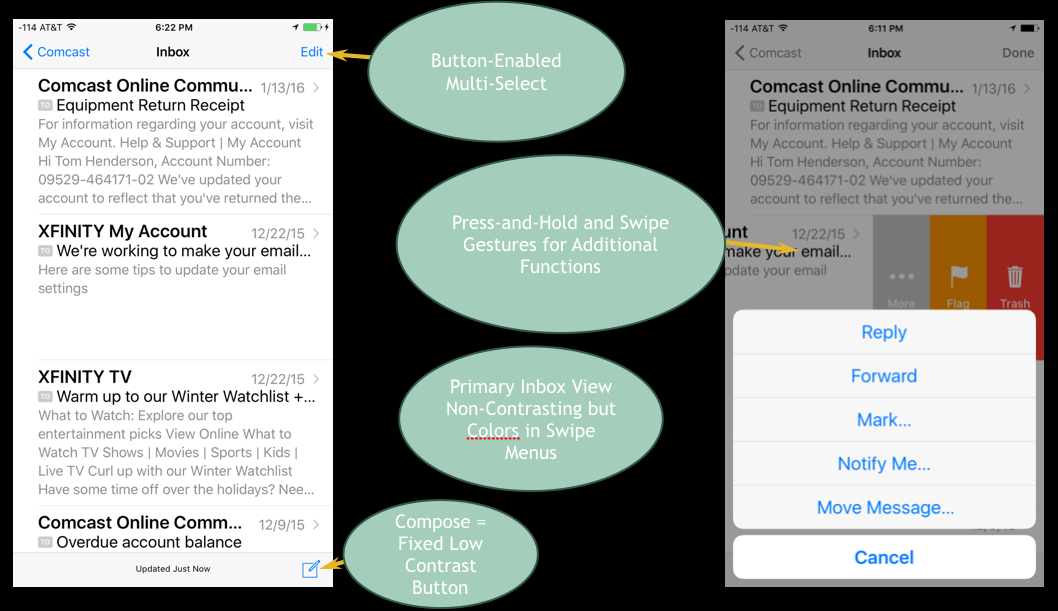 -114 AT&T 6:22 PM
Comcast Inbox Edit
Comcast Online Commu... 1/13/16
TO Equipment Return Receipt
For information regarding your account, visit
My Account. Help & Support | My Account
Hi Tom Henderson, Account Number:
09529-464171-02 We've updated your
account to reflect that you've returned the...
XFINITY My Account 12/22/15
TO We're working to make your email...
Here are some tips to update your email
settings
XFINITY TV 12/22/15
TO Warm up to our Winter Watchlist +...
What to Watch: Explore our top
entertainment picks View Online What to
Watch TV Shows | Movies | Sports | Kids |
Live TV Curl up with our Winter Watchlist
Have some time off over the holidays? Nee...
Comcast Online Comm... 12/9/15
TO Overdue account balance
Updated Just Now
Button-Enabled
Multi-Select
Press-and-Hold and Swipe
Gestures for Additional
Functions
Primary Inbox View
Non-Contrasting but
Colors in Swipe
Menus
Compose =
Fixed Low
Contrast
Button
-114 AT&T 6:11 PM
Comcast Inbox Done
Comcast Online Commu... 1/13/16
TO Equipment Return Receipt
For information regarding your account, visit
My Account. Help & Support | My Account
Hi Tom Henderson, Account Number:
09529-464171-02 We've updated your
account to reflect that you've returned the...
unt 12/22/15
make your email...
pdate your email
More Flag Trash
Reply
Forward
Mark...
Notify Me...
Move Message...
Cancel